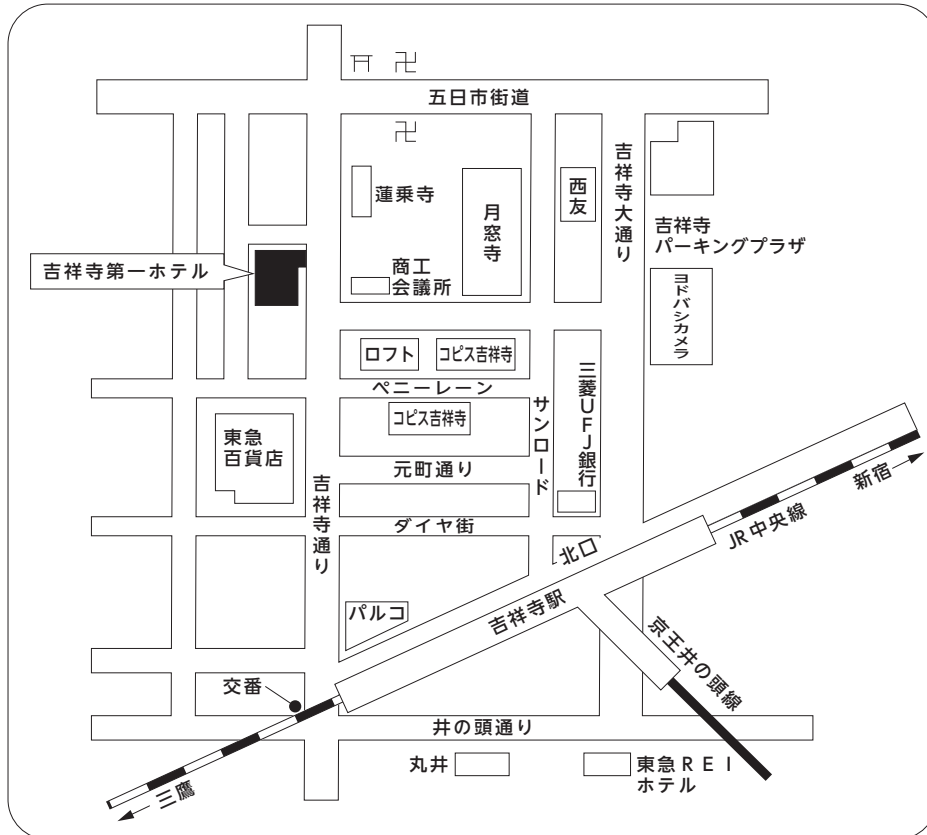 五日市街道
蓮乗寺
月窓寺
西友
吉祥寺大通り
吉祥寺
パーキングプラザ
吉祥寺第一ホテル
商工
会議所
ヨドバシカメラ
ロフト
コピス吉祥寺
ペニーレーン
コピス吉祥寺
サンロード
三菱UFJ銀行
東急
百貨店
元町通り
吉祥寺通り
ダイヤ街
新宿
JR中央線
北口
吉祥寺駅
パルコ
京王井の頭線
交番
井の頭通り
丸井
東急REI
ホテル
三鷹